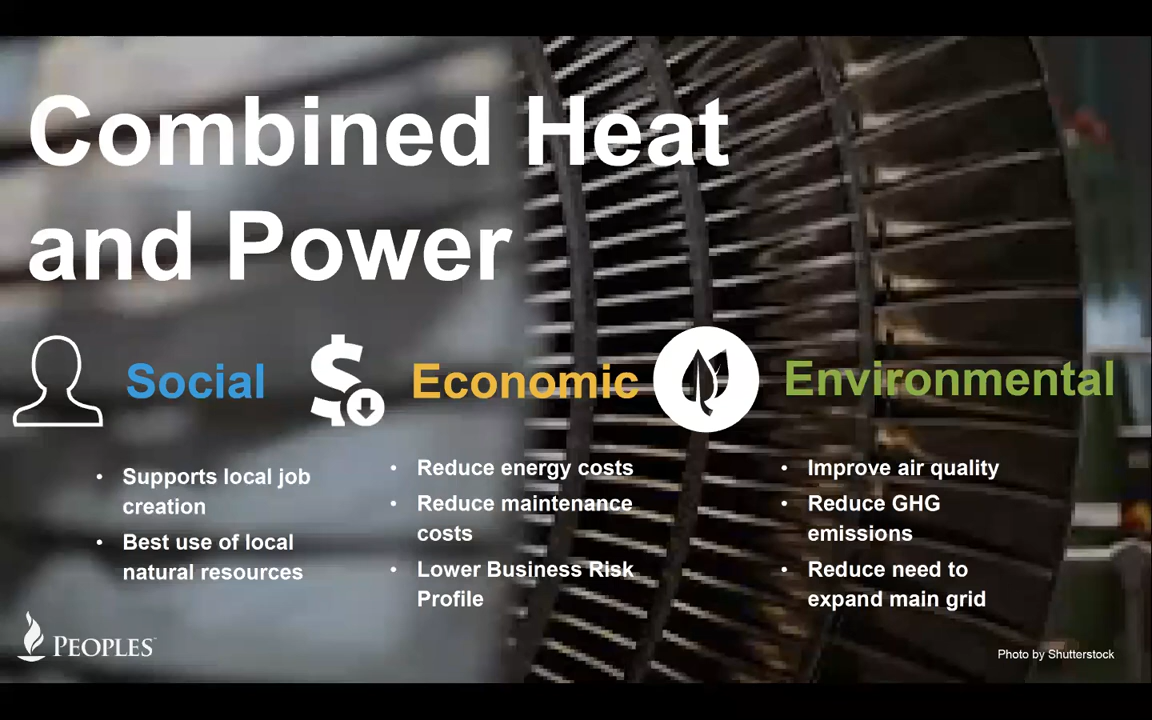 Combined Heat
and Power
Social
Economic
Environmental
• Supports local job
creation
• Best use of local
natural resources
• Reduce energy costs
• Reduce maintenance
costs
• Lower Business Risk
Profile
• Improve air quality
• Reduce GHG
emissions
• Reduce need to
expand main grid
PEOPLES
Photo by Shutterstock